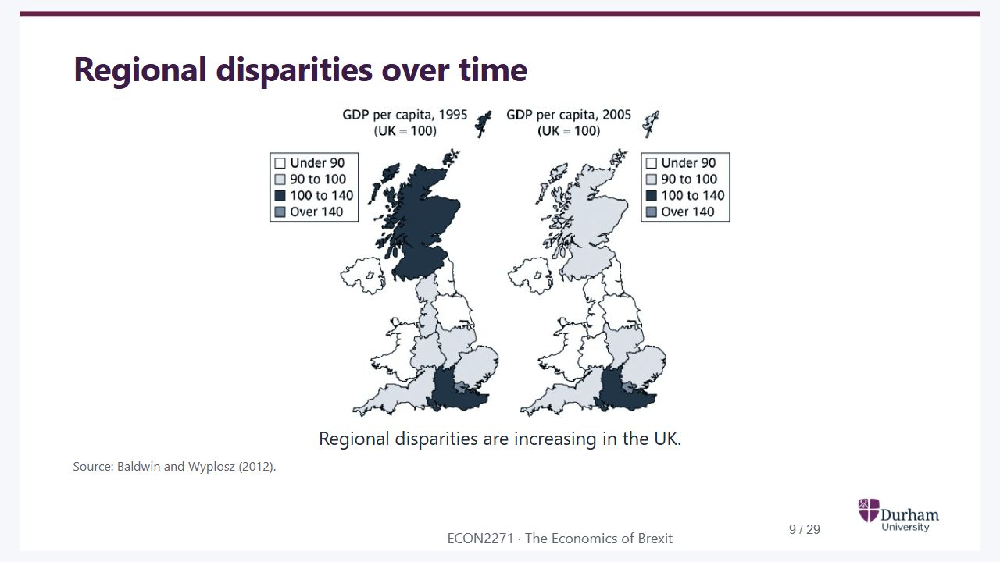 Regional disparities over time
GDP per capita, 1995
(UK = 100)
GDP per capita, 2005
(UK = 100)
Under 90
90 to 100
100 to 140
Over 140
Under 90
90 to 100
100 to 140
Over 140
Regional disparities are increasing in the UK.
Source: Baldwin and Wyplosz (2012).
ECON2271 · The Economics of Brexit
9 / 29
Durham
University